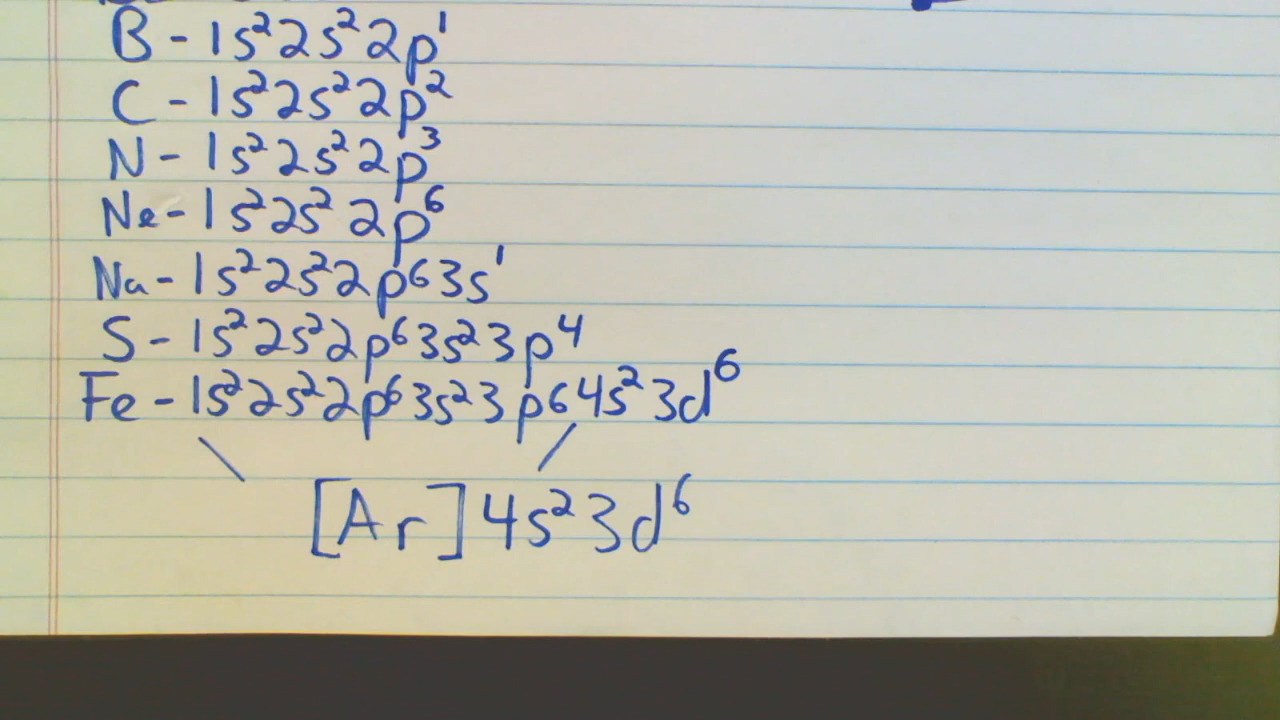 B - 1s²2s²2p¹
C - 1s²2s²2p²
N - 1s²2s²2p³
Ne - 1s²2s²2p⁶
Na - 1s²2s²2p⁶3s¹
S - 1s²2s²2p⁶3s²3p⁴
Fe - 1s²2s²2p⁶3s²3p⁶4s²3d⁶
[Ar]4s²3d⁶